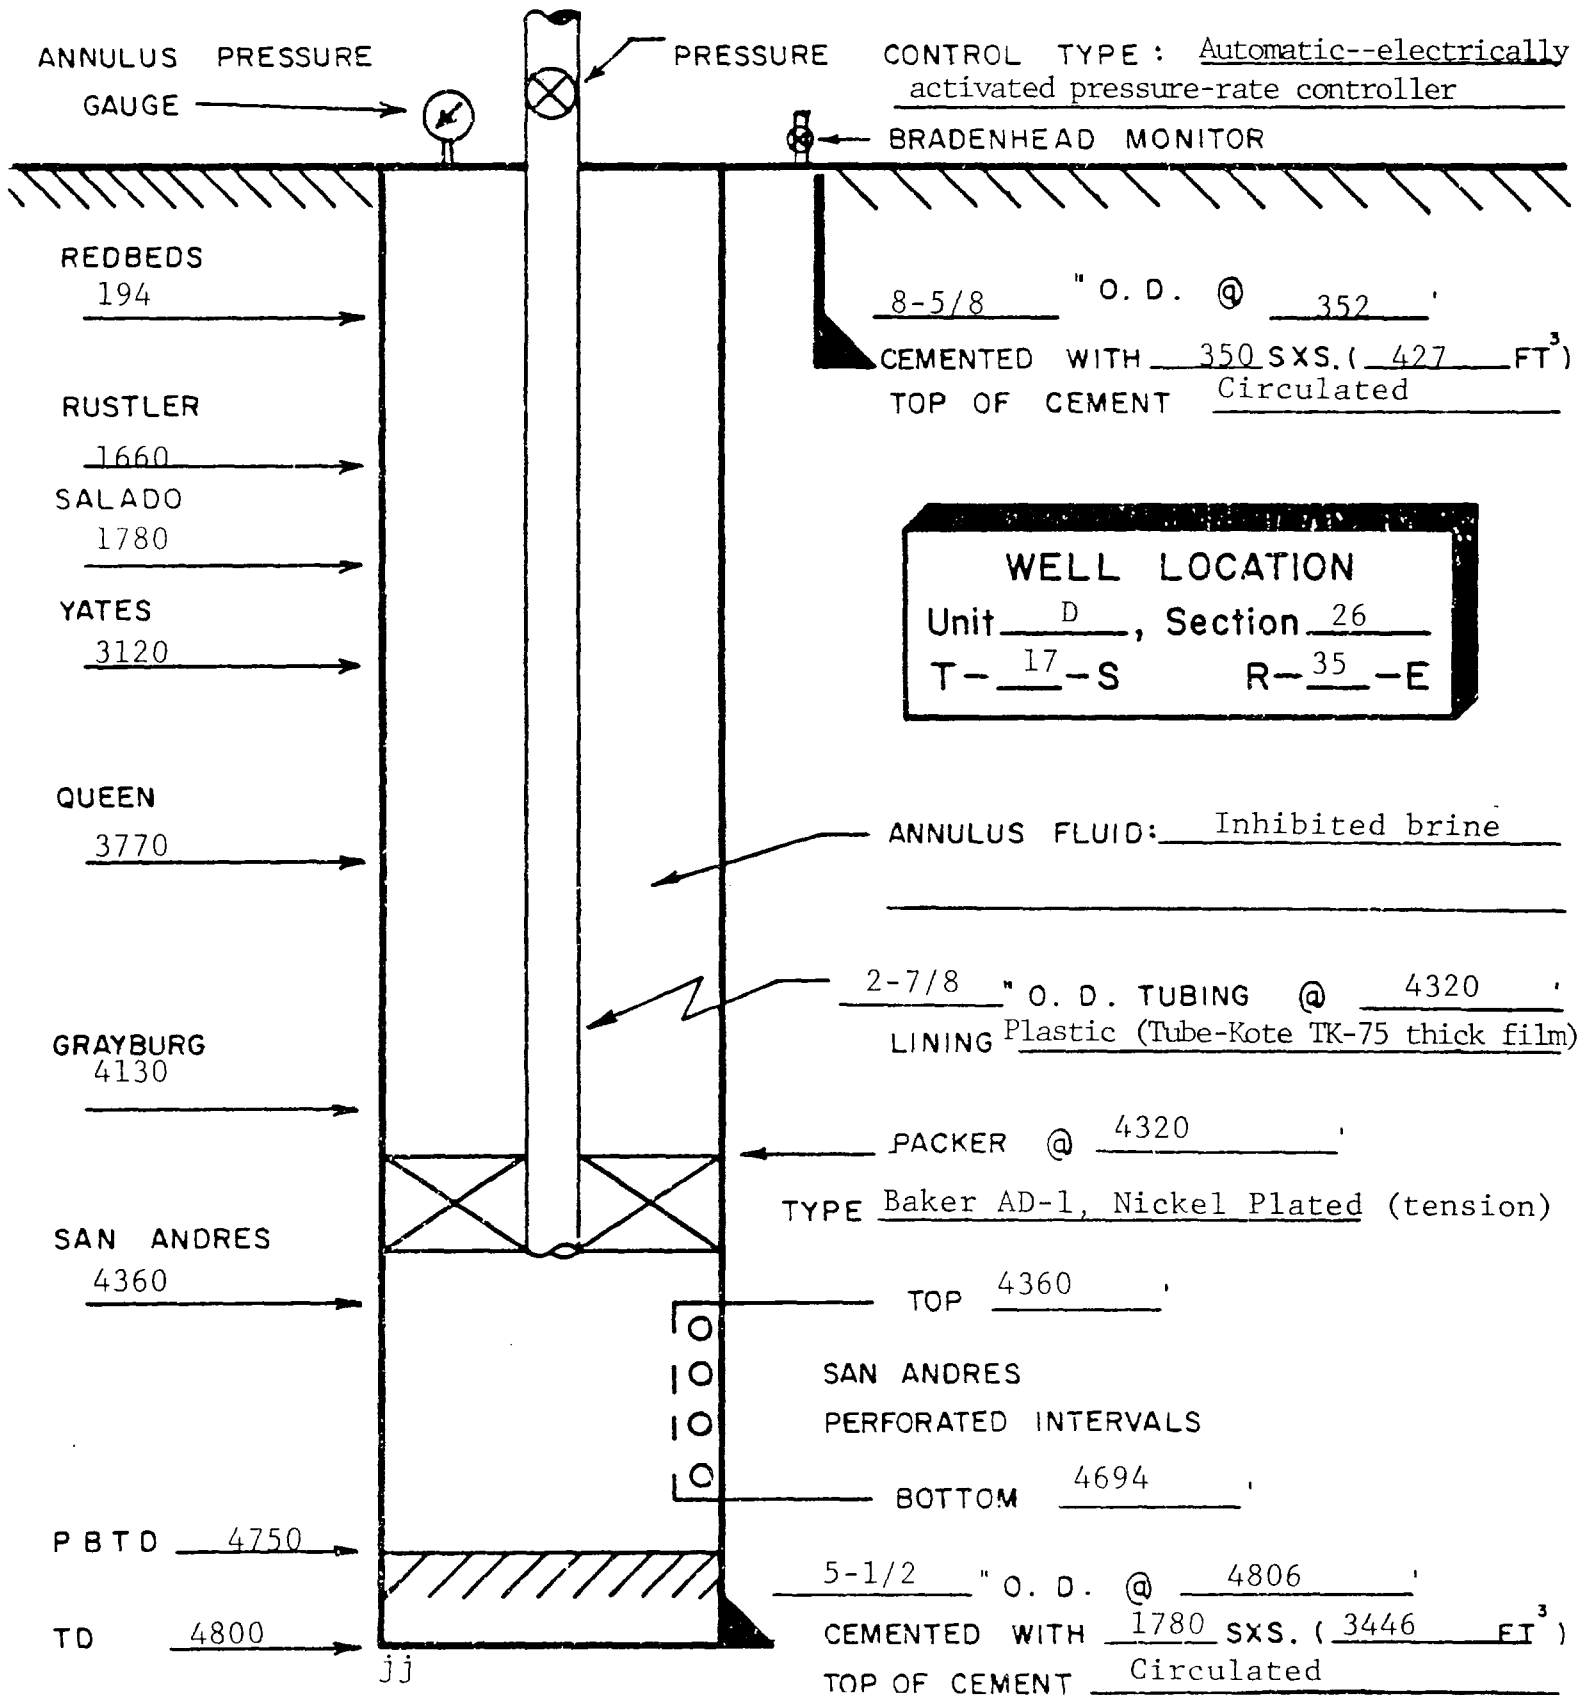 ANNULUS PRESSURE
GAUGE
PRESSURE CONTROL TYPE: Automatic--electrically
activated pressure-rate controller
BRADENHEAD MONITOR
REDBEDS
194
8-5/8 " O.D. @ 352 '
CEMENTED WITH 350 SXS. ( 427 FT³)
TOP OF CEMENT Circulated
RUSTLER
1660
SALADO
1780
YATES
3120
WELL LOCATION
Unit D, Section 26
T-17-S R-35-E
QUEEN
3770
ANNULUS FLUID: Inhibited brine
2-7/8 " O.D. TUBING @ 4320 '
LINING Plastic (Tube-Kote TK-75 thick film)
GRAYBURG
4130
PACKER @ 4320 '
TYPE Baker AD-1, Nickel Plated (tension)
SAN ANDRES
4360
TOP 4360 '
SAN ANDRES
PERFORATED INTERVALS
BOTTOM 4694 '
PBTD 4750
5-1/2 " O.D. @ 4806 '
TD 4800
CEMENTED WITH 1780 SXS. ( 3446 FT³)
TOP OF CEMENT Circulated
jj